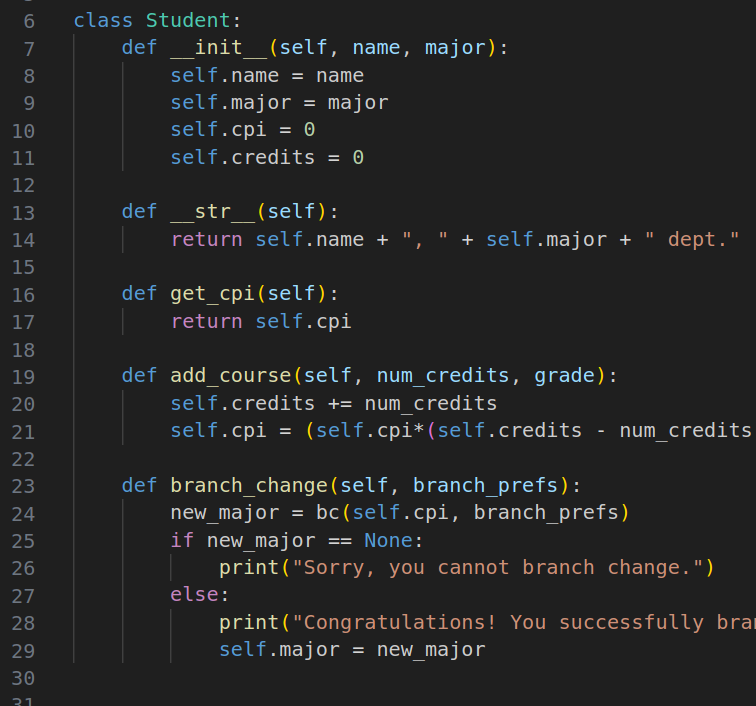 6 class Student:
7 def __init__(self, name, major):
8 self.name = name
9 self.major = major
10 self.cpi = 0
11 self.credits = 0
12
13 def __str__(self):
14 return self.name + ", " + self.major + " dept."
15
16 def get_cpi(self):
17 return self.cpi
18
19 def add_course(self, num_credits, grade):
20 self.credits += num_credits
21 self.cpi = (self.cpi*(self.credits - num_credits
22
23 def branch_change(self, branch_prefs):
24 new_major = bc(self.cpi, branch_prefs)
25 if new_major == None:
26 print("Sorry, you cannot branch change.")
27 else:
28 print("Congratulations! You successfully bra
29 self.major = new_major
30
31